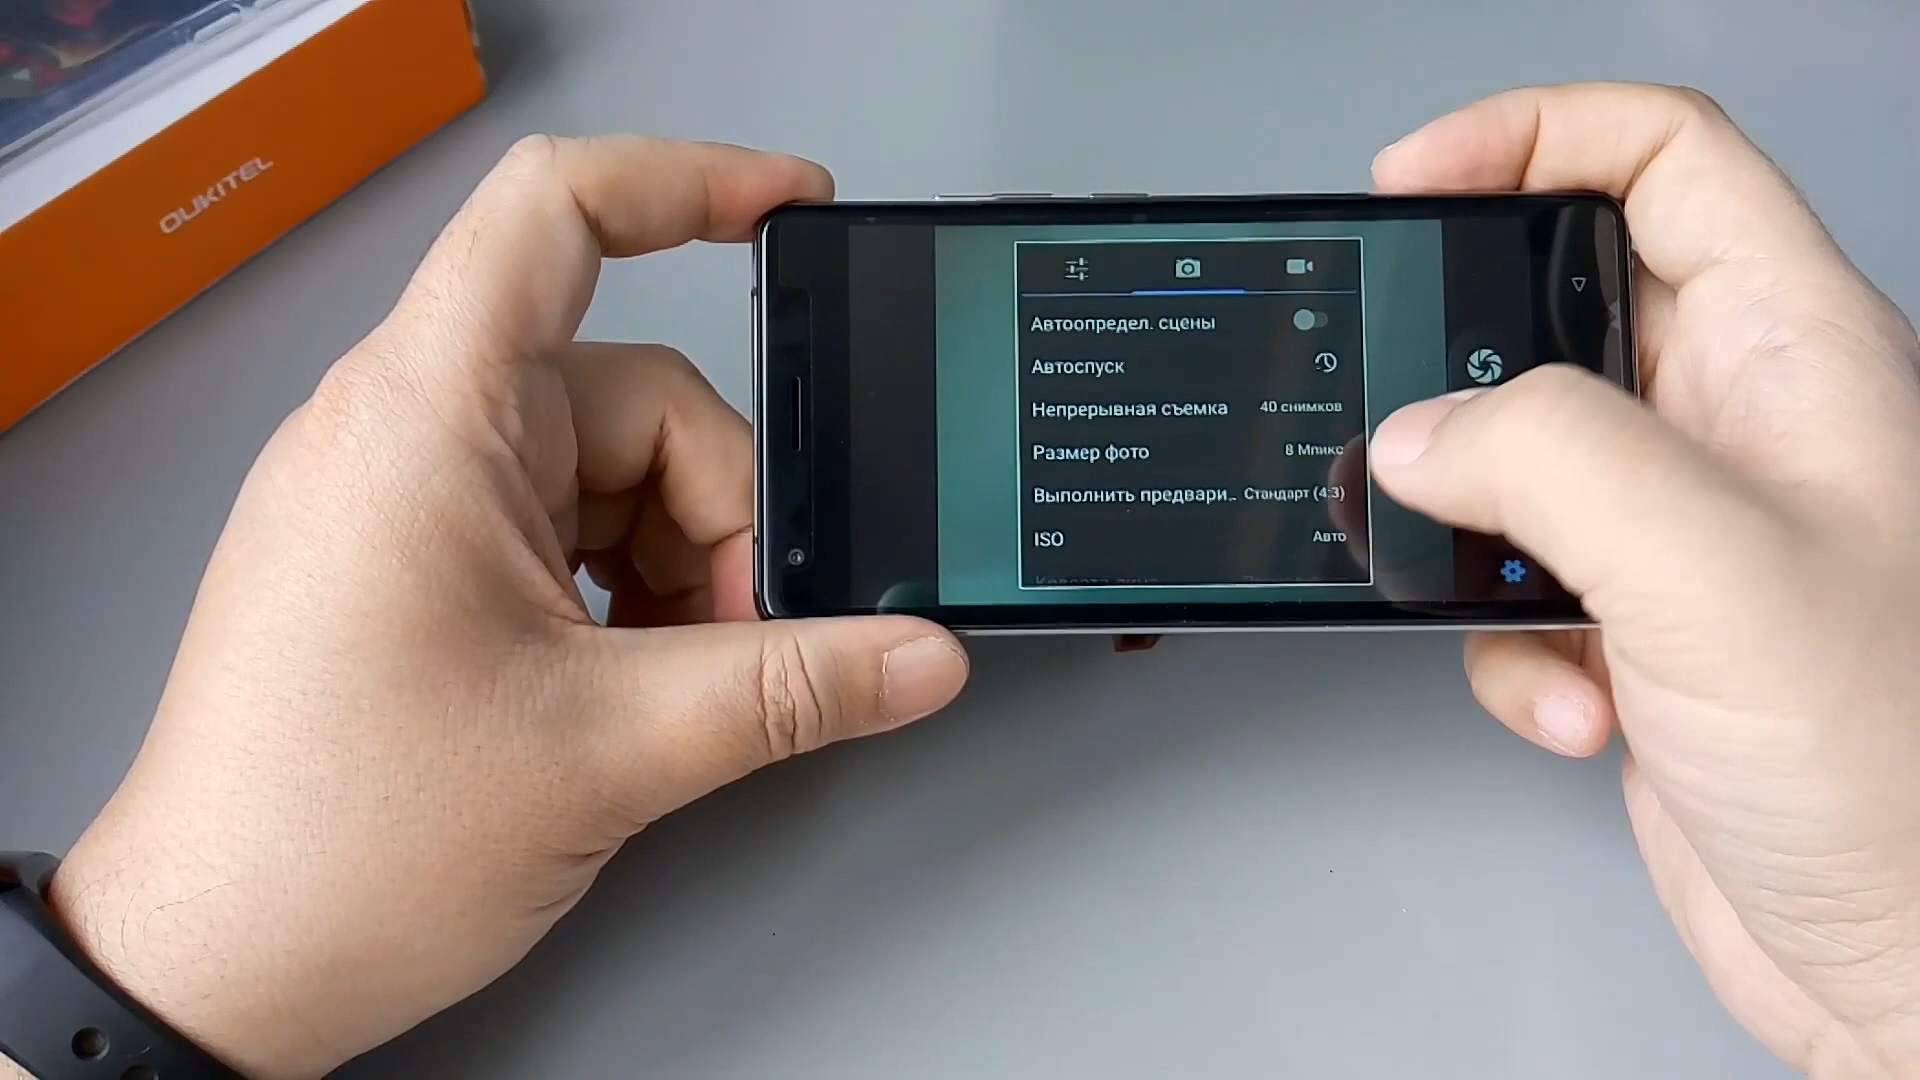 OUKITEL
Автоопредел. сцены
Автоспуск
Непрерывная съемка 40 снимков
Размер фото 8 Мпикс
Выполнить предвари… Стандарт (4:3)
ISO Авто